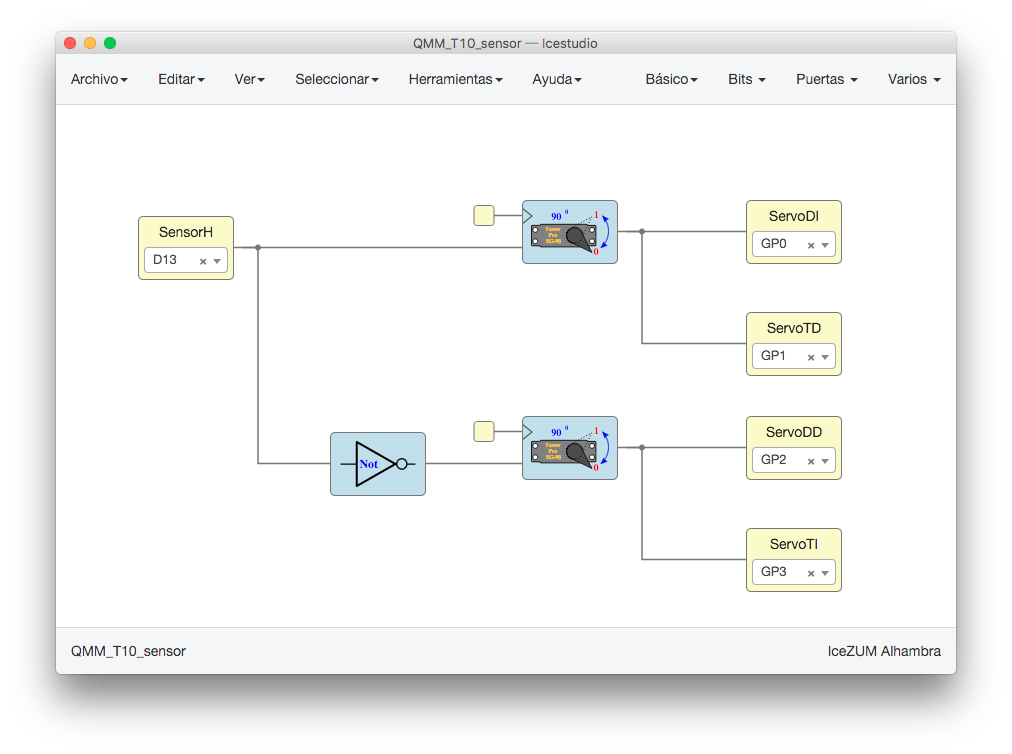 QMM_T10_sensor — Icestudio
Archivo Editar Ver Seleccionar Herramientas Ayuda Básico Bits Puertas Varios
SensorH
D13 ×
90 º 1
Tower
Pro
SG-90
0
ServoDI
GP0 ×
ServoTD
GP1 ×
Not
90 º 1
Tower
Pro
SG-90
0
ServoDD
GP2 ×
ServoTI
GP3 ×
QMM_T10_sensor
IceZUM Alhambra